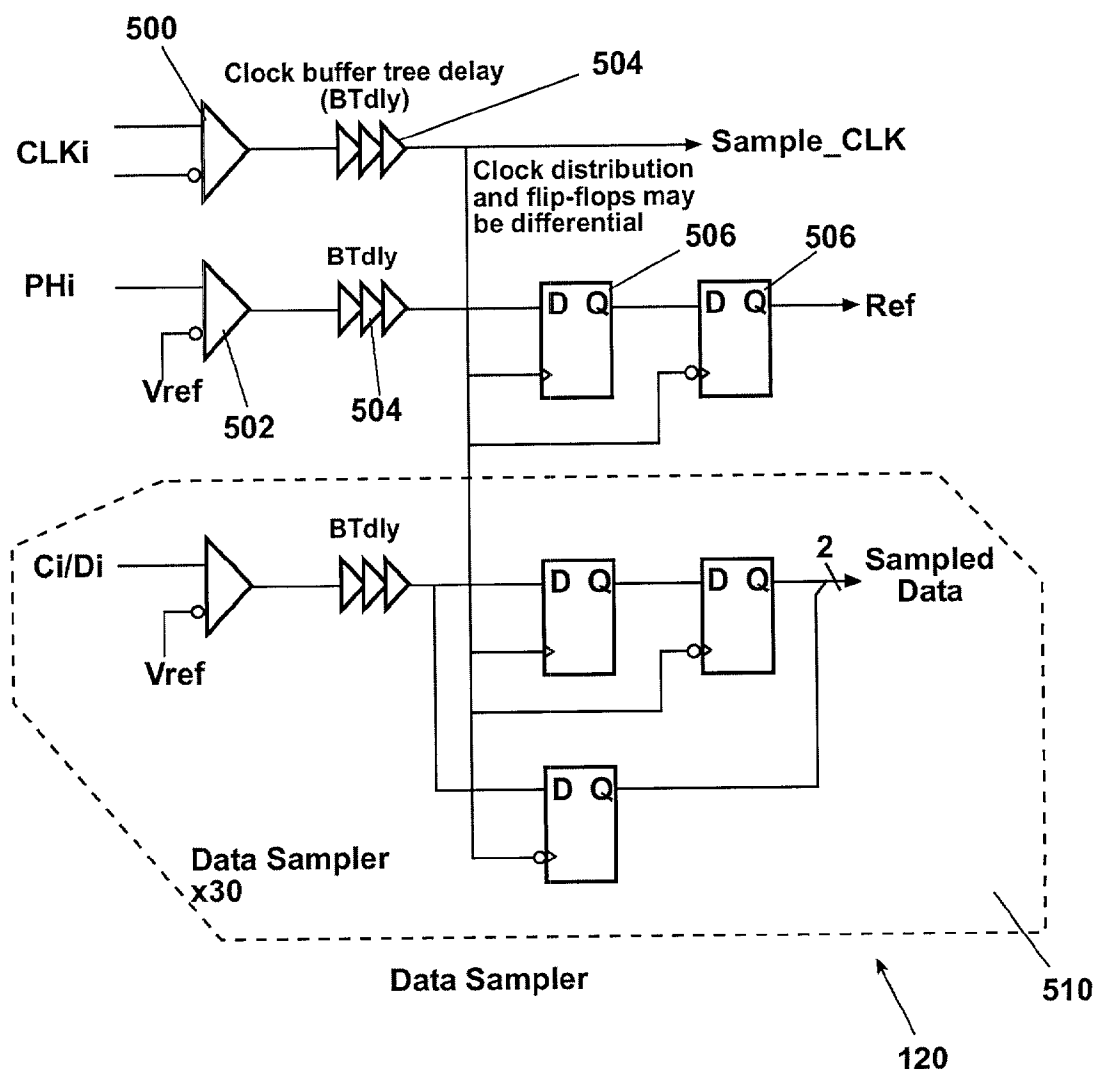 500
Clock buffer tree delay
(BTdly)
504
CLKi
Sample_CLK
Clock distribution
and flip-flops may
be differential
506
506
PHi
BTdly
D Q
D Q
Ref
Vref
502
504
Ci/Di
BTdly
2
Sampled
Data
D Q
D Q
Vref
D Q
Data Sampler
x30
Data Sampler
510
120